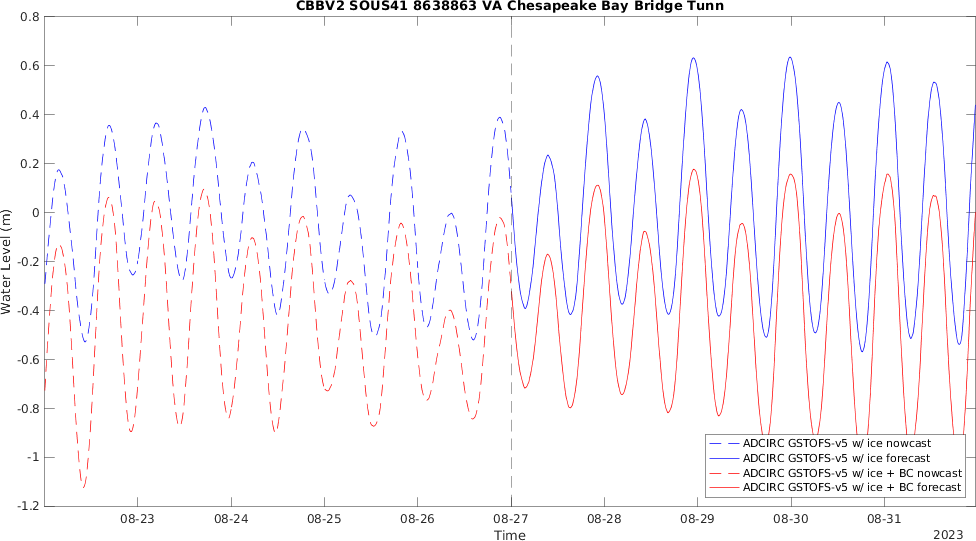 CBBV2 SOUS41 8638863 VA Chesapeake Bay Bridge Tunn
0.8
0.6
0.4
0.2
0
-0.2
-0.4
-0.6
-0.8
-1
-1.2
Water Level (m)
ADCIRC GSTOFS-v5 w/ ice nowcast
ADCIRC GSTOFS-v5 w/ ice forecast
ADCIRC GSTOFS-v5 w/ ice + BC nowcast
ADCIRC GSTOFS-v5 w/ ice + BC forecast
08-23 08-24 08-25 08-26 08-27 08-28 08-29 08-30 08-31
Time
2023